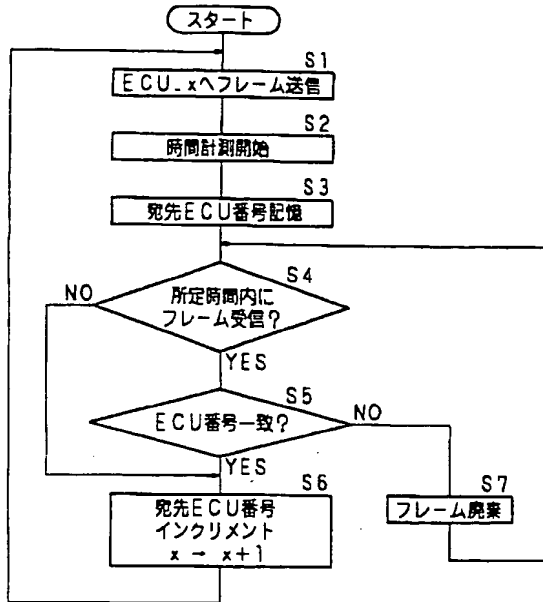 スタート
S1
ECU_xへフレーム送信
S2
時間計測開始
S3
宛先ECU番号記憶
S4
所定時間内に
フレーム受信?
NO
YES
S5
ECU番号一致?
NO
YES
S6
宛先ECU番号
インクリメント
x → x+1
S7
フレーム廃棄